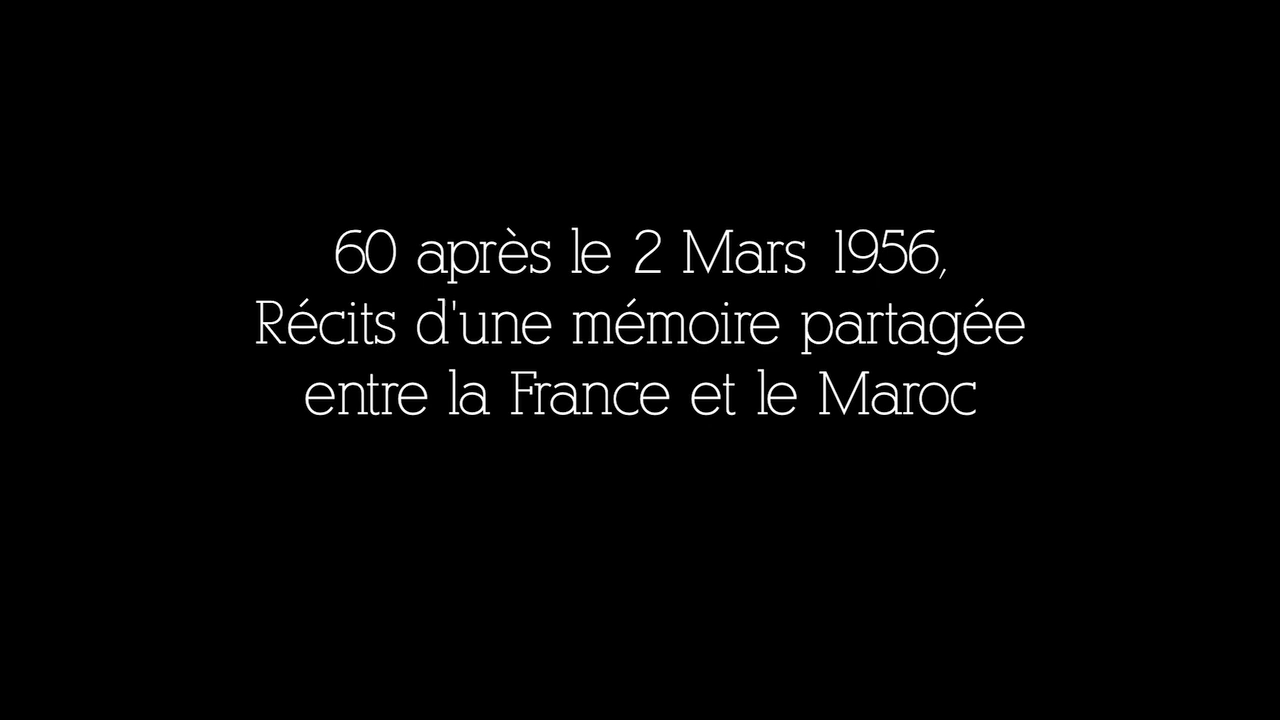 60 après le 2 Mars 1956,
Récits d'une mémoire partagée
entre la France et le Maroc